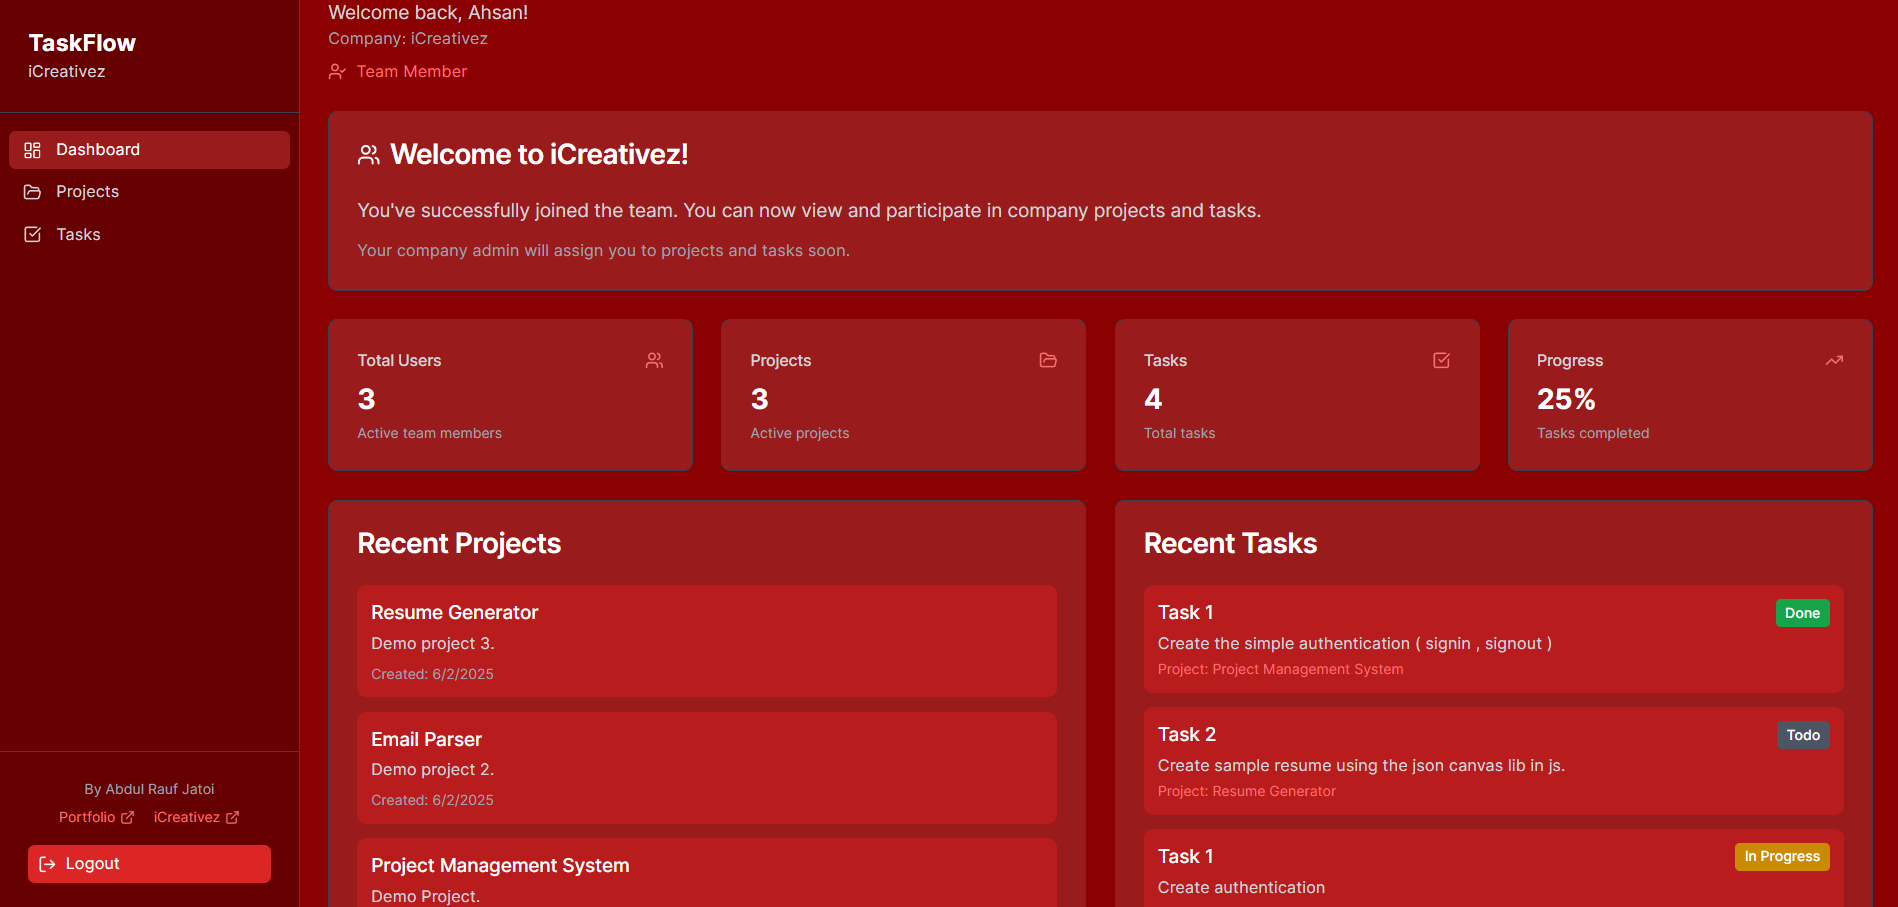 TaskFlow
iCreativez
Dashboard
Projects
Tasks
By Abdul Rauf Jatoi
Portfolio
iCreativez
Logout
Welcome back, Ahsan!
Company: iCreativez
Team Member
Welcome to iCreativez!
You've successfully joined the team. You can now view and participate in company projects and tasks.
Your company admin will assign you to projects and tasks soon.
Total Users
3
Active team members
Projects
3
Active projects
Tasks
4
Total tasks
Progress
25%
Tasks completed
Recent Projects
Resume Generator
Demo project 3.
Created: 6/2/2025
Email Parser
Demo project 2.
Created: 6/2/2025
Project Management System
Demo Project.
Recent Tasks
Task 1
Done
Create the simple authentication ( signin , signout )
Project: Project Management System
Task 2
Todo
Create sample resume using the json canvas lib in js.
Project: Resume Generator
Task 1
In Progress
Create authentication